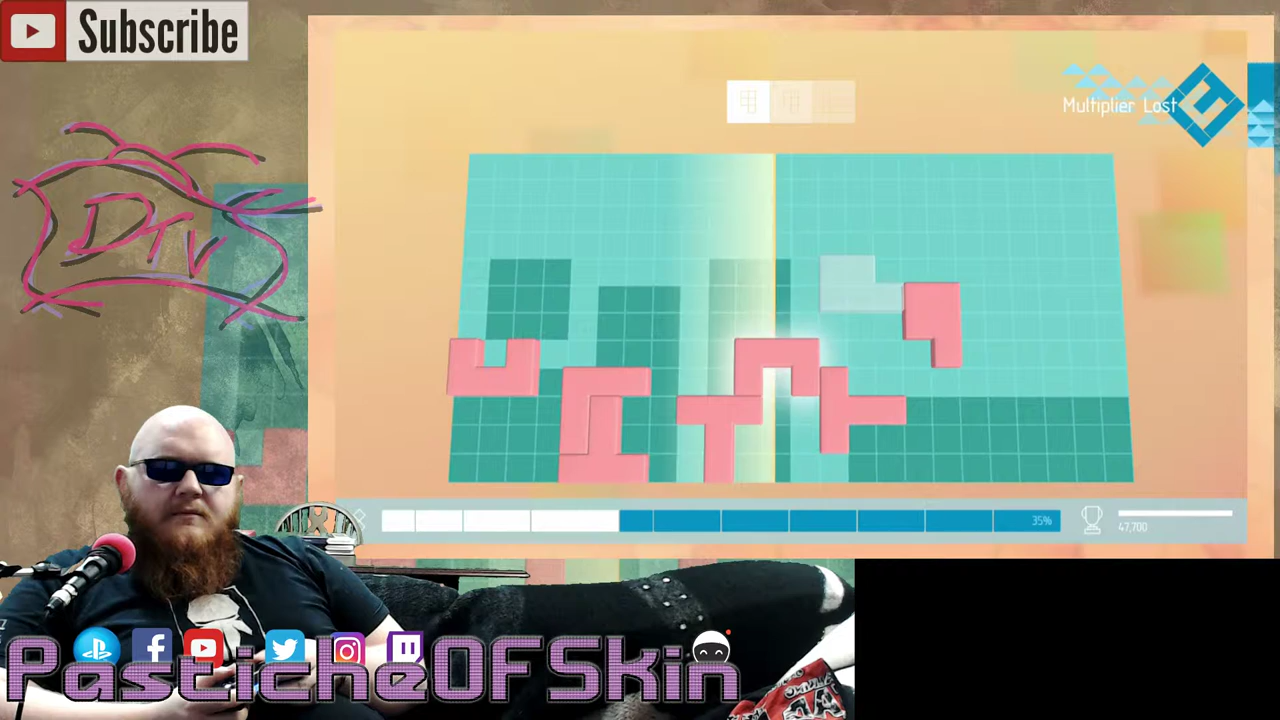 Subscribe
Multiplier Lost
DTV
35%
47,700
PasticheOFSkin